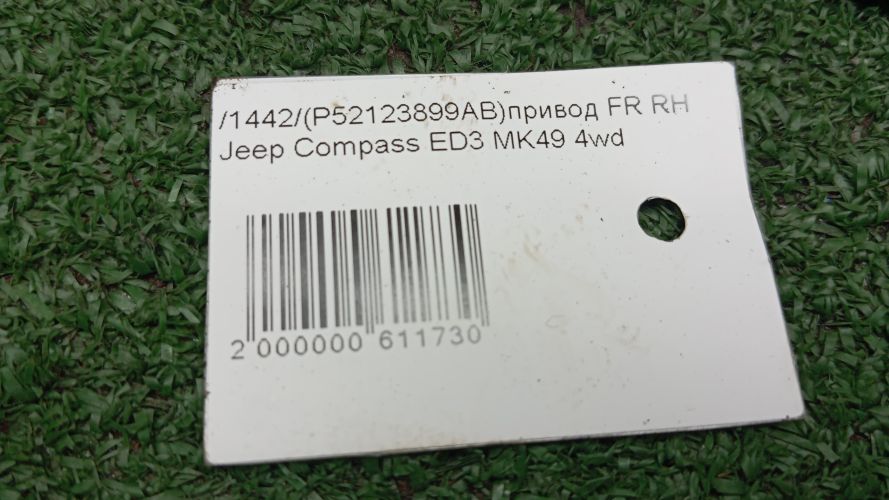 /1442/(P52123899AB)привод FR RH
Jeep Compass ED3 MK49 4wd
2 000000 611730